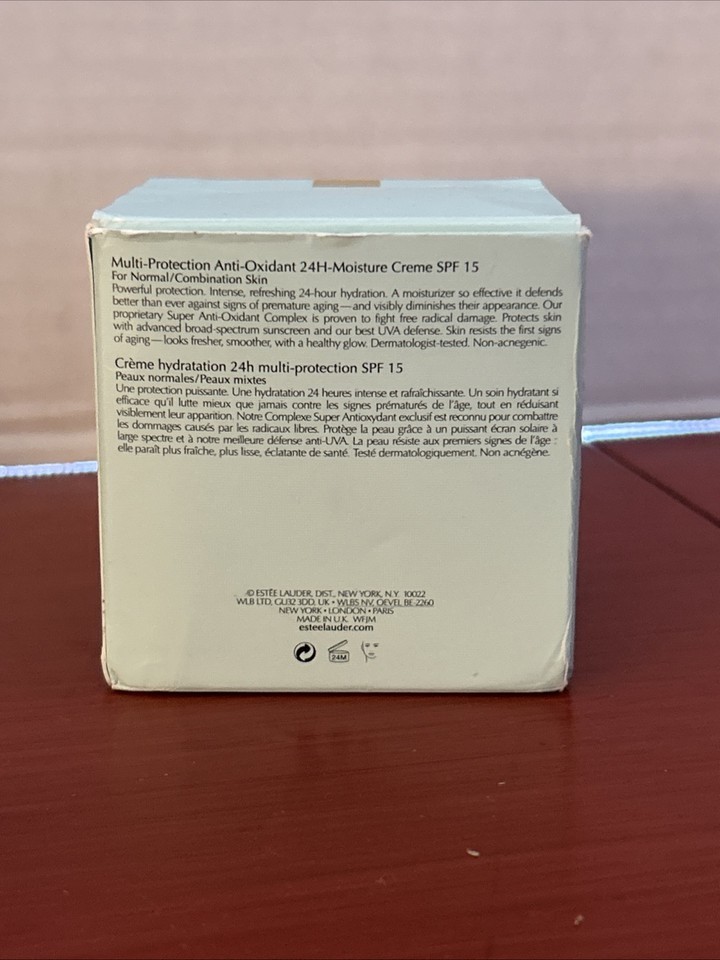 Multi-Protection Anti-Oxidant 24H-Moisture Creme SPF 15
For Normal/Combination Skin
Powerful protection. Intense, refreshing 24-hour hydration. A moisturizer so effective it defends
better than ever against signs of premature aging—and visibly diminishes their appearance. Our
proprietary Super Anti-Oxidant Complex is proven to fight free radical damage. Protects skin
with advanced broad-spectrum sunscreen and our best UVA defense. Skin resists the first signs
of aging—looks fresher, smoother, with a healthy glow. Dermatologist-tested. Non-acnegenic.
Crème hydratation 24h multi-protection SPF 15
Peaux normales/Peaux mixtes
Une protection puissante. Une hydratation 24 heures intense et rafraîchissante. Un soin hydratant si
efficace qu'il lutte mieux que jamais contre les signes prématurés de l'âge, tout en réduisant
visiblement leur apparition. Notre Complexe Super Antioxydant exclusif est reconnu pour combattre
les dommages causés par les radicaux libres. Protège la peau grâce à un puissant écran solaire à
large spectre et à notre meilleure défense anti-UVA. La peau résiste aux premiers signes de l'âge :
elle paraît plus fraîche, plus lisse, éclatante de santé. Testé dermatologiquement. Non acnégène.
© ESTÉE LAUDER, DIST., NEW YORK, N.Y. 10022
WLB LTD, GU32 3DD, UK • WLBS NV, OEVEL BE-2260
NEW YORK • LONDON • PARIS
MADE IN U.K. WFJM
esteelauder.com
24M